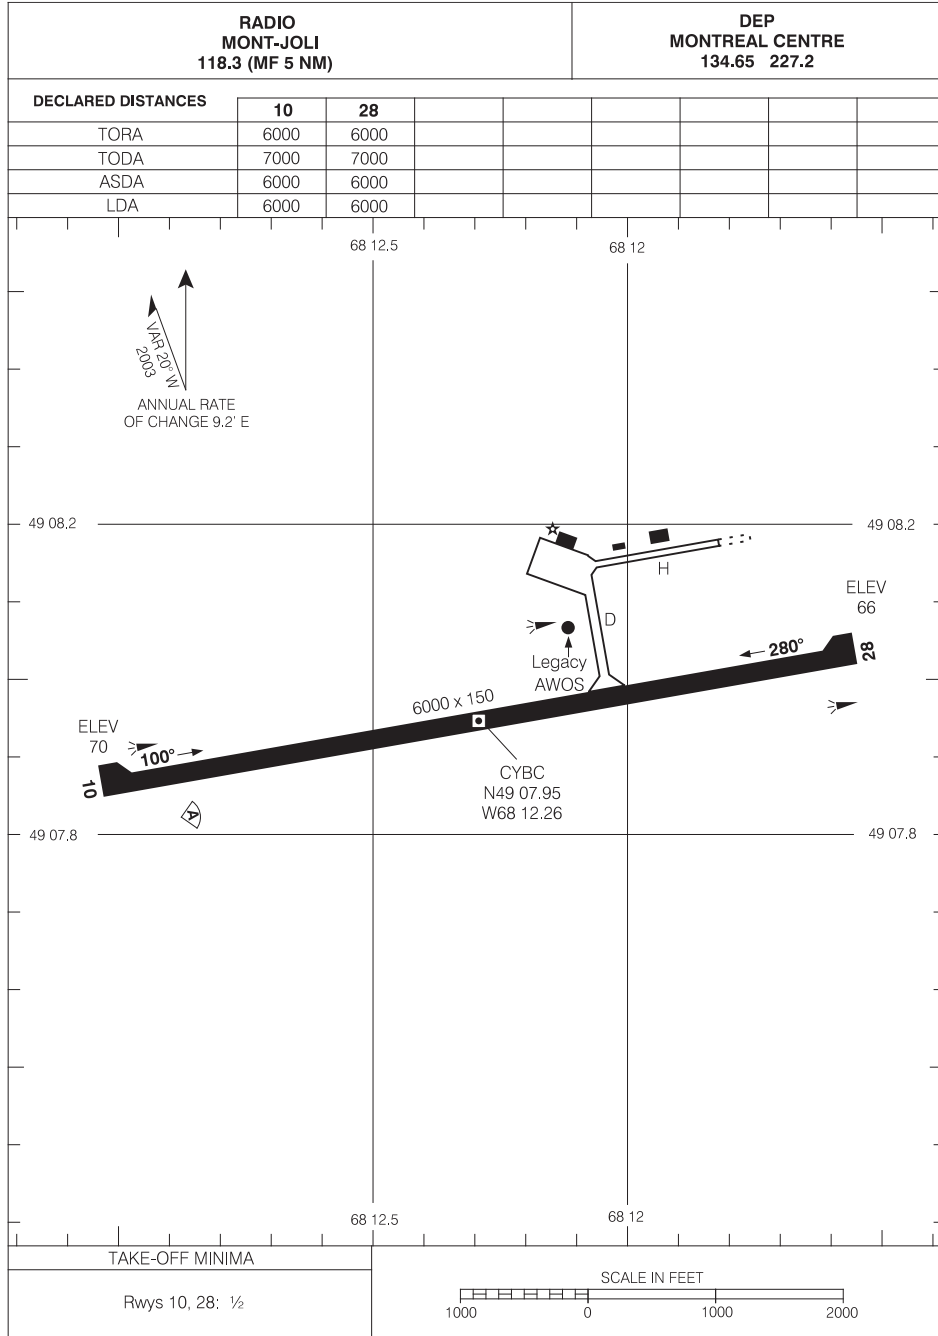 RADIO
MONT-JOLI
118.3 (MF 5 NM)
DEP
MONTREAL CENTRE
134.65 227.2
DECLARED DISTANCES 10 28
TORA 6000 6000
TODA 7000 7000
ASDA 6000 6000
LDA 6000 6000
68 12.5 68 12
VAR 20° W
2003
ANNUAL RATE
OF CHANGE 9.2' E
49 08.2 49 08.2
H
ELEV
66
D
280°
28
Legacy
AWOS
6000 x 150
ELEV
70
100°
10
CYBC
N49 07.95
W68 12.26
A
49 07.8 49 07.8
68 12.5 68 12
TAKE-OFF MINIMA
Rwys 10, 28: ½
SCALE IN FEET
1000 0 1000 2000